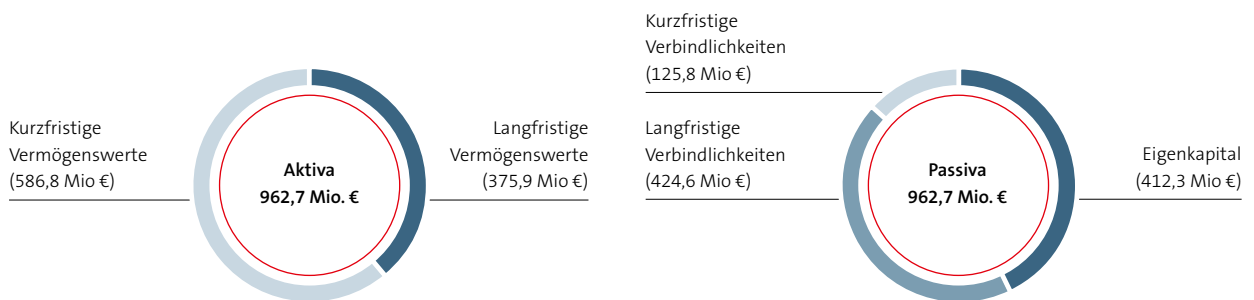 Kurzfristige
Vermögenswerte
(586,8 Mio €)
Aktiva
962,7 Mio. €
Langfristige
Vermögenswerte
(375,9 Mio €)
Kurzfristige
Verbindlichkeiten
(125,8 Mio €)
Langfristige
Verbindlichkeiten
(424,6 Mio €)
Passiva
962,7 Mio. €
Eigenkapital
(412,3 Mio €)